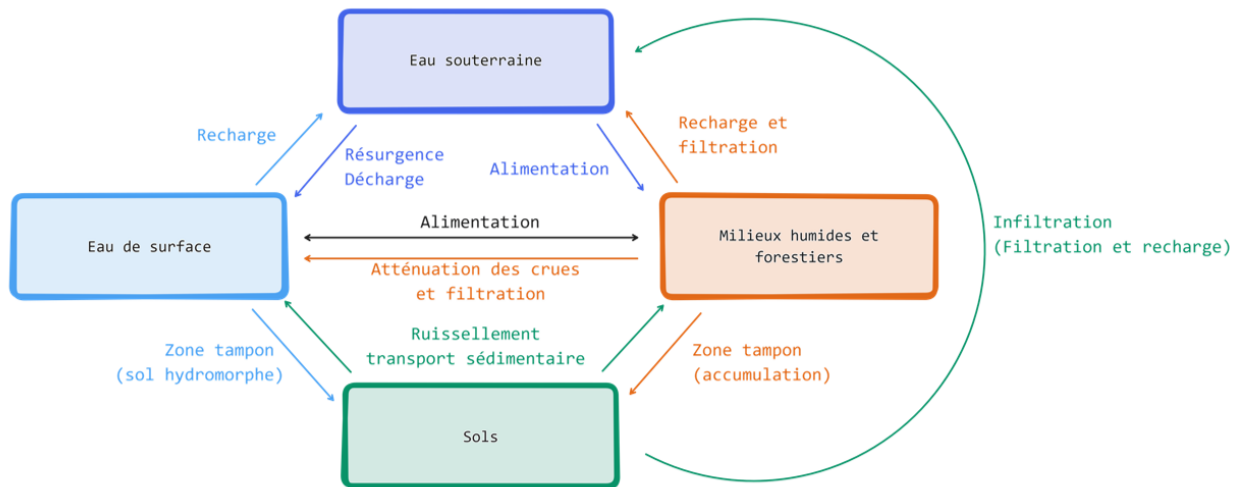 Eau souterraine
Recharge
Recharge et
filtration
Résurgence
Décharge
Alimentation
Eau de surface
Alimentation
Milieux humides et
forestiers
Infiltration
(Filtration et recharge)
Atténuation des crues
et filtration
Ruissellement
transport sédimentaire
Zone tampon
(sol hydromorphe)
Zone tampon
(accumulation)
Sols